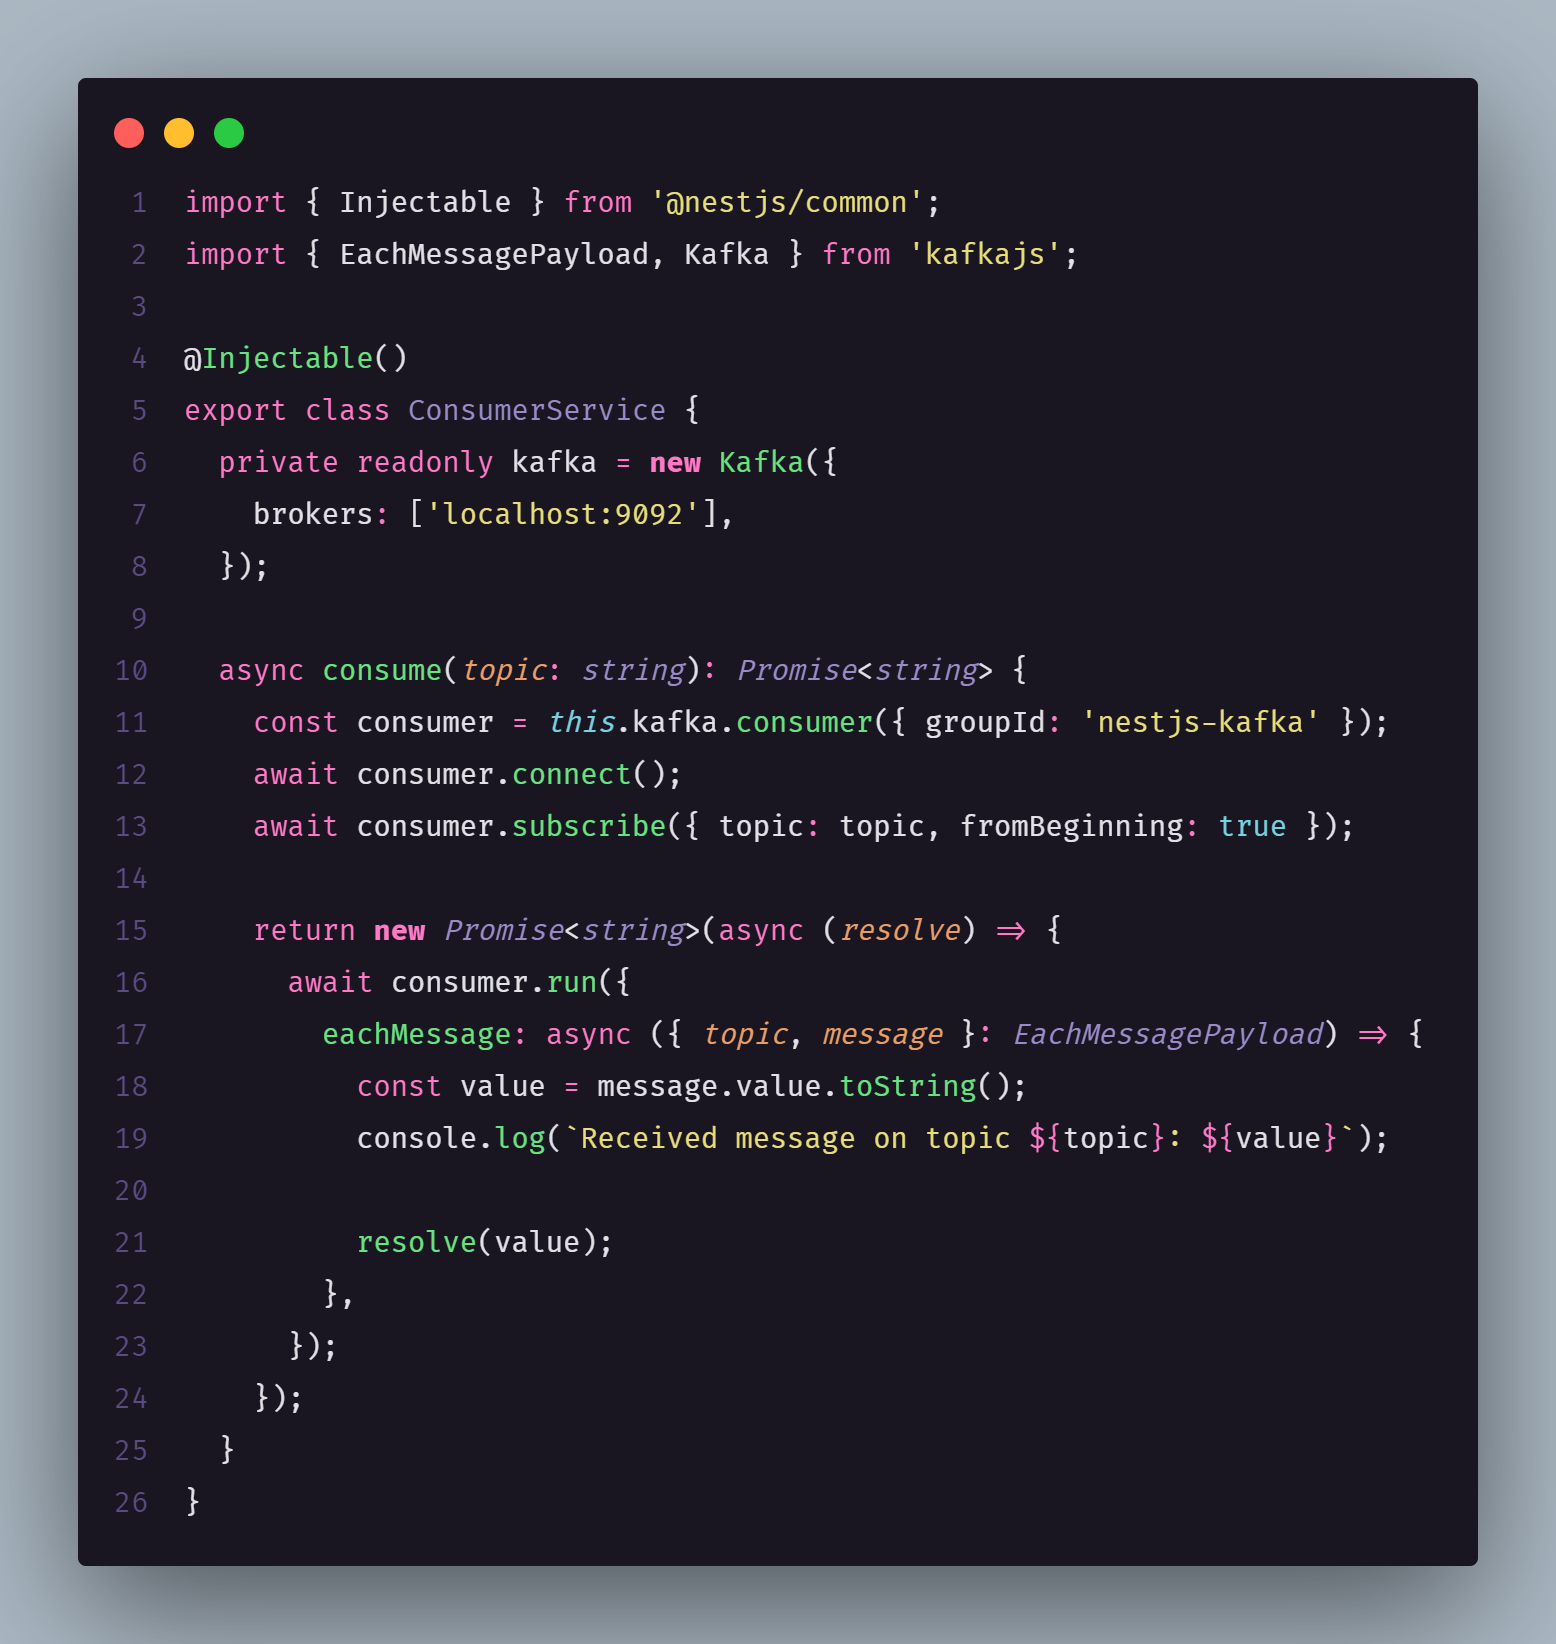 1 import { Injectable } from '@nestjs/common';
2 import { EachMessagePayload, Kafka } from 'kafkajs';
3
4 @Injectable()
5 export class ConsumerService {
6   private readonly kafka = new Kafka({
7     brokers: ['localhost:9092'],
8   });
9
10   async consume(topic: string): Promise<string> {
11     const consumer = this.kafka.consumer({ groupId: 'nestjs-kafka' });
12     await consumer.connect();
13     await consumer.subscribe({ topic: topic, fromBeginning: true });
14
15     return new Promise<string>(async (resolve) => {
16       await consumer.run({
17         eachMessage: async ({ topic, message }: EachMessagePayload) => {
18           const value = message.value.toString();
19           console.log(`Received message on topic ${topic}: ${value}`);
20
21           resolve(value);
22         },
23       });
24     });
25   }
26 }